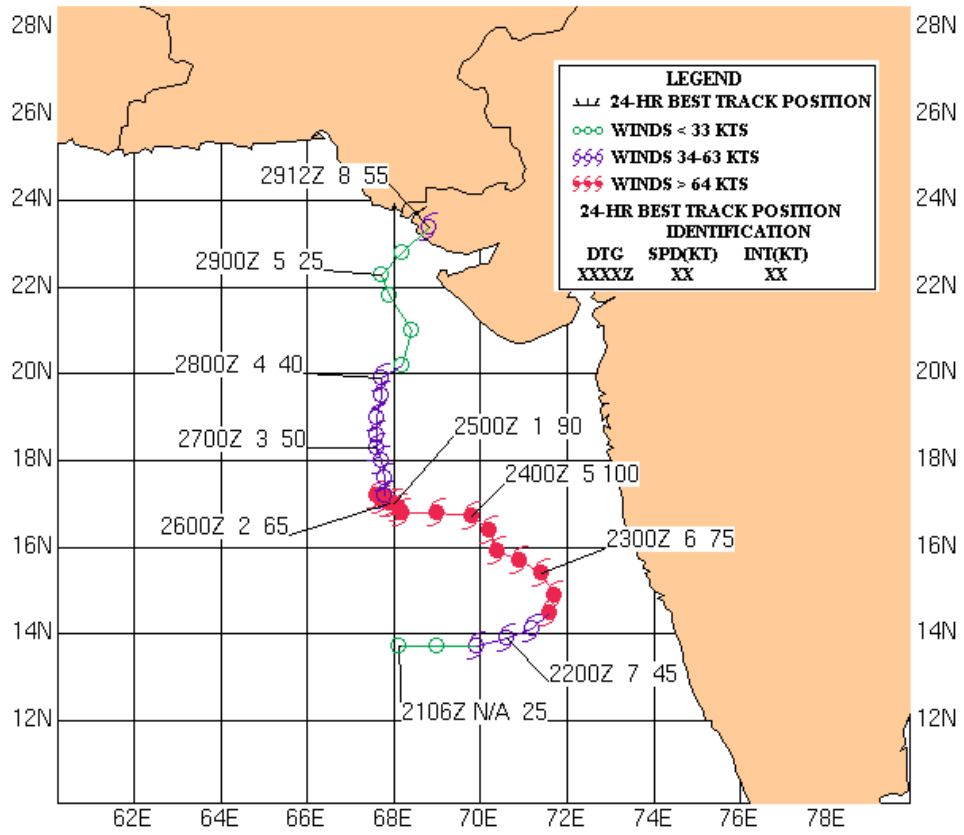 28N
28N
LEGEND
24-HR BEST TRACK POSITION
WINDS < 33 KTS
WINDS 34-63 KTS
WINDS > 64 KTS
24-HR BEST TRACK POSITION
IDENTIFICATION
DTG SPD(KT) INT(KT)
XXXXZ XX XX
26N
26N
2912Z 8 55
24N
24N
2900Z 5 25
22N
22N
2800Z 4 40
20N
20N
2500Z 1 90
2700Z 3 50
18N
18N
2400Z 5 100
2600Z 2 65
2300Z 6 75
16N
16N
14N
14N
2200Z 7 45
2106Z N/A 25
12N
12N
62E 64E 66E 68E 70E 72E 74E 76E 78E